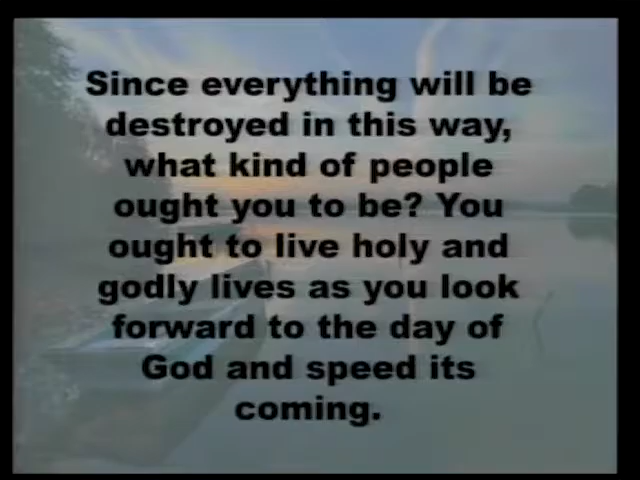 Since everything will be
destroyed in this way,
what kind of people
ought you to be? You
ought to live holy and
godly lives as you look
forward to the day of
God and speed its
coming.